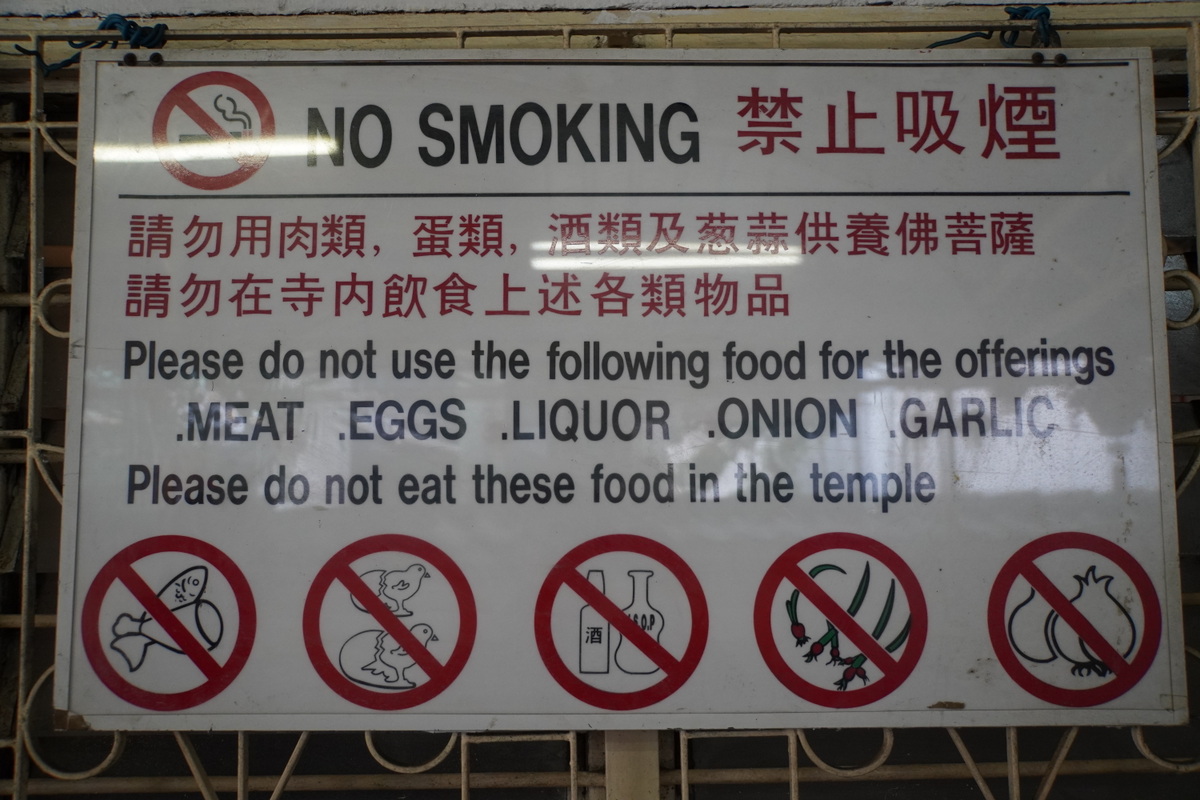 NO SMOKING 禁止吸煙
請勿用肉類，蛋類，酒類及葱蒜供養佛菩薩
請勿在寺内飲食上述各類物品
Please do not use the following food for the offerings
.MEAT .EGGS .LIQUOR .ONION .GARLIC
Please do not eat these food in the temple
酒